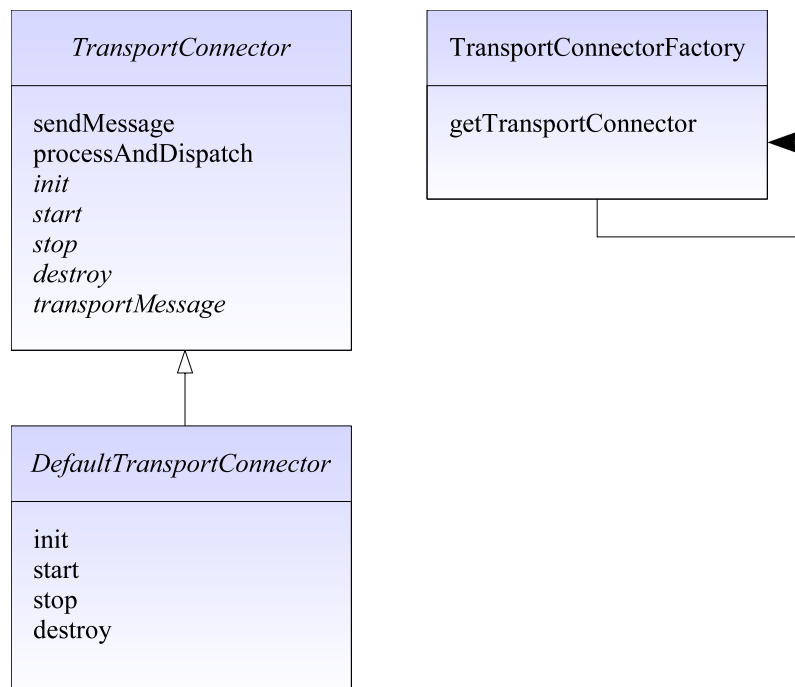 TransportConnector
sendMessage
processAndDispatch
init
start
stop
destroy
transportMessage
TransportConnectorFactory
getTransportConnector
DefaultTransportConnector
init
start
stop
destroy